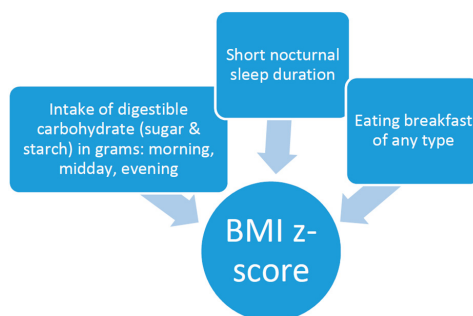 Short nocturnal
sleep duration
Intake of digestible
carbohydrate (sugar &
starch) in grams: morning,
midday, evening
Eating breakfast
of any type
BMI z-
score